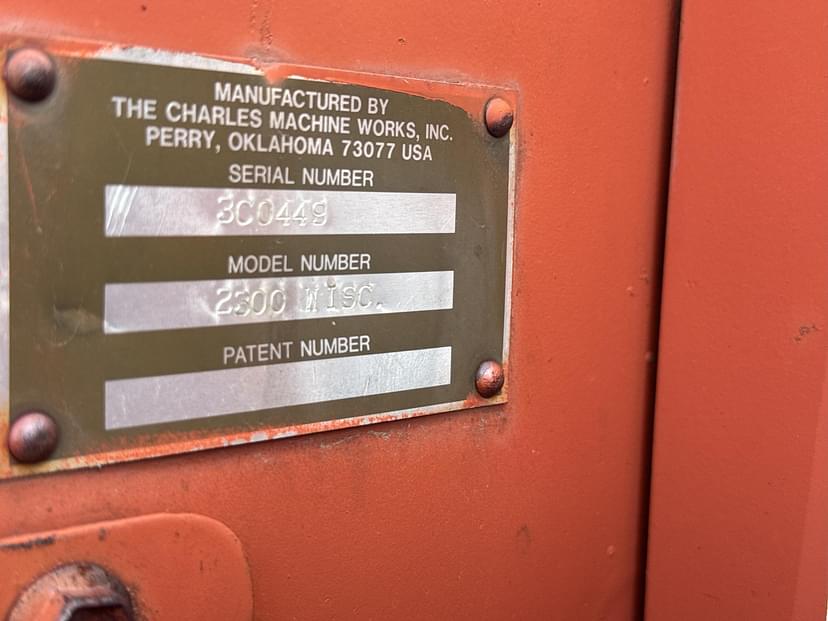 MANUFACTURED BY
THE CHARLES MACHINE WORKS, INC.
PERRY, OKLAHOMA 73077 USA
SERIAL NUMBER
3C0449
MODEL NUMBER
2300 WISC.
PATENT NUMBER